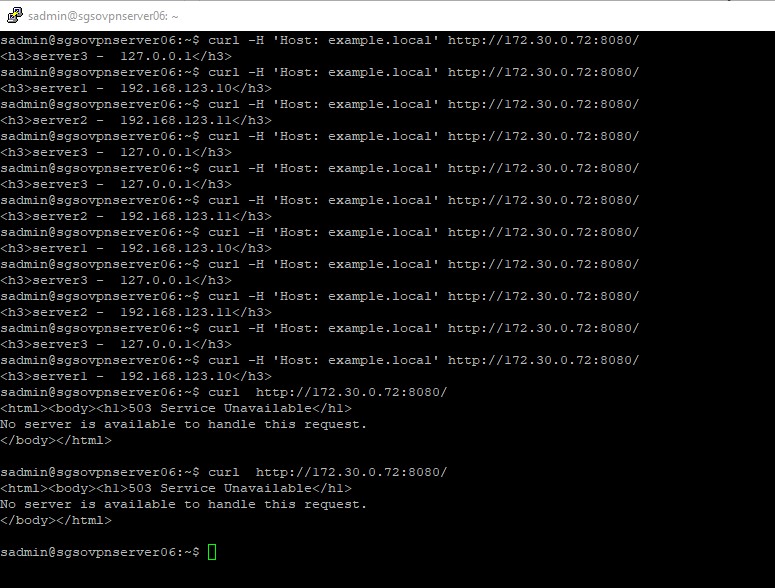 sadmin@sgsovpnserver06: ~
sadmin@sgsovpnserver06:~$ curl -H 'Host: example.local' http://172.30.0.72:8080/
<h3>server3 -  127.0.0.1</h3>
sadmin@sgsovpnserver06:~$ curl -H 'Host: example.local' http://172.30.0.72:8080/
<h3>server1 -  192.168.123.10</h3>
sadmin@sgsovpnserver06:~$ curl -H 'Host: example.local' http://172.30.0.72:8080/
<h3>server2 -  192.168.123.11</h3>
sadmin@sgsovpnserver06:~$ curl -H 'Host: example.local' http://172.30.0.72:8080/
<h3>server3 -  127.0.0.1</h3>
sadmin@sgsovpnserver06:~$ curl -H 'Host: example.local' http://172.30.0.72:8080/
<h3>server3 -  127.0.0.1</h3>
sadmin@sgsovpnserver06:~$ curl -H 'Host: example.local' http://172.30.0.72:8080/
<h3>server2 -  192.168.123.11</h3>
sadmin@sgsovpnserver06:~$ curl -H 'Host: example.local' http://172.30.0.72:8080/
<h3>server1 -  192.168.123.10</h3>
sadmin@sgsovpnserver06:~$ curl -H 'Host: example.local' http://172.30.0.72:8080/
<h3>server3 -  127.0.0.1</h3>
sadmin@sgsovpnserver06:~$ curl -H 'Host: example.local' http://172.30.0.72:8080/
<h3>server2 -  192.168.123.11</h3>
sadmin@sgsovpnserver06:~$ curl -H 'Host: example.local' http://172.30.0.72:8080/
<h3>server3 -  127.0.0.1</h3>
sadmin@sgsovpnserver06:~$ curl -H 'Host: example.local' http://172.30.0.72:8080/
<h3>server1 -  192.168.123.10</h3>
sadmin@sgsovpnserver06:~$ curl  http://172.30.0.72:8080/
<html><body><h1>503 Service Unavailable</h1>
No server is available to handle this request.
</body></html>
sadmin@sgsovpnserver06:~$ curl  http://172.30.0.72:8080/
<html><body><h1>503 Service Unavailable</h1>
No server is available to handle this request.
</body></html>
sadmin@sgsovpnserver06:~$